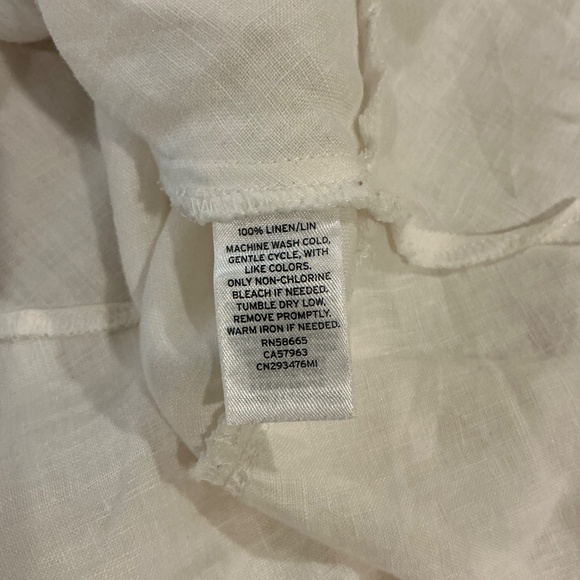 100% LINEN/LIN
MACHINE WASH COLD,
GENTLE CYCLE, WITH
LIKE COLORS.
ONLY NON-CHLORINE
BLEACH IF NEEDED.
TUMBLE DRY LOW,
REMOVE PROMPTLY.
WARM IRON IF NEEDED.
RN58665
CA57963
CN293476MI